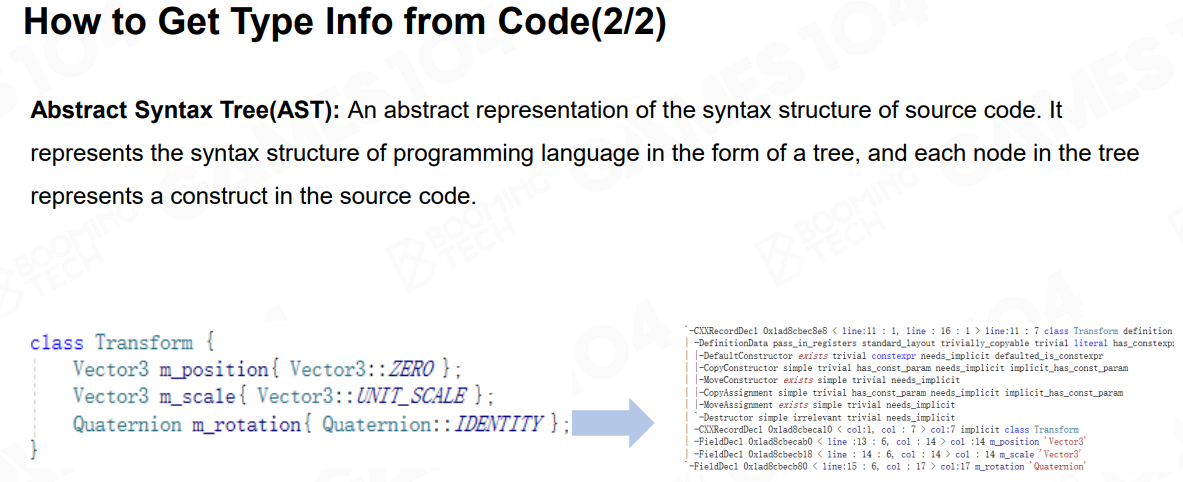 How to Get Type Info from Code(2/2)
Abstract Syntax Tree(AST): An abstract representation of the syntax structure of source code. It
represents the syntax structure of programming language in the form of a tree, and each node in the tree
represents a construct in the source code.
class Transform {
Vector3 m_position{ Vector3::ZERO };
Vector3 m_scale{ Vector3::UNIT_SCALE };
Quaternion m_rotation{ Quaternion::IDENTITY };
}
`-CXXRecordDecl 0x1ad8cbec8e8 < line:11 : 1, line : 16 : 1 > line:11 : 7 class Transform definition
| -DefinitionData pass_in_registers standard_layout trivially_copyable trivial literal has_constexpr
| |-DefaultConstructor exists trivial constexpr needs_implicit defaulted_is_constexpr
| |-CopyConstructor simple trivial has_const_param needs_implicit implicit_has_const_param
| |-MoveConstructor exists simple trivial needs_implicit
| |-CopyAssignment simple trivial has_const_param needs_implicit implicit_has_const_param
| |-MoveAssignment exists simple trivial needs_implicit
| `-Destructor simple irrelevant trivial needs_implicit
| -CXXRecordDecl 0x1ad8cbeca10 < col:1, col : 7 > col:7 implicit class Transform
| -FieldDecl 0x1ad8cbecab0 < line :13 : 6, col : 14 > col :14 m_position 'Vector3'
| -FieldDecl 0x1ad8cbecb18 < line : 14 : 6, col : 14 > col : 14 m_scale 'Vector3'
`-FieldDecl 0x1ad8cbecb80 < line:15 : 6, col : 17 > col:17 m_rotation 'Quaternion'
GAMES104
BOOMING
TECH
BOOMING
TECH
BOOMING
TECH